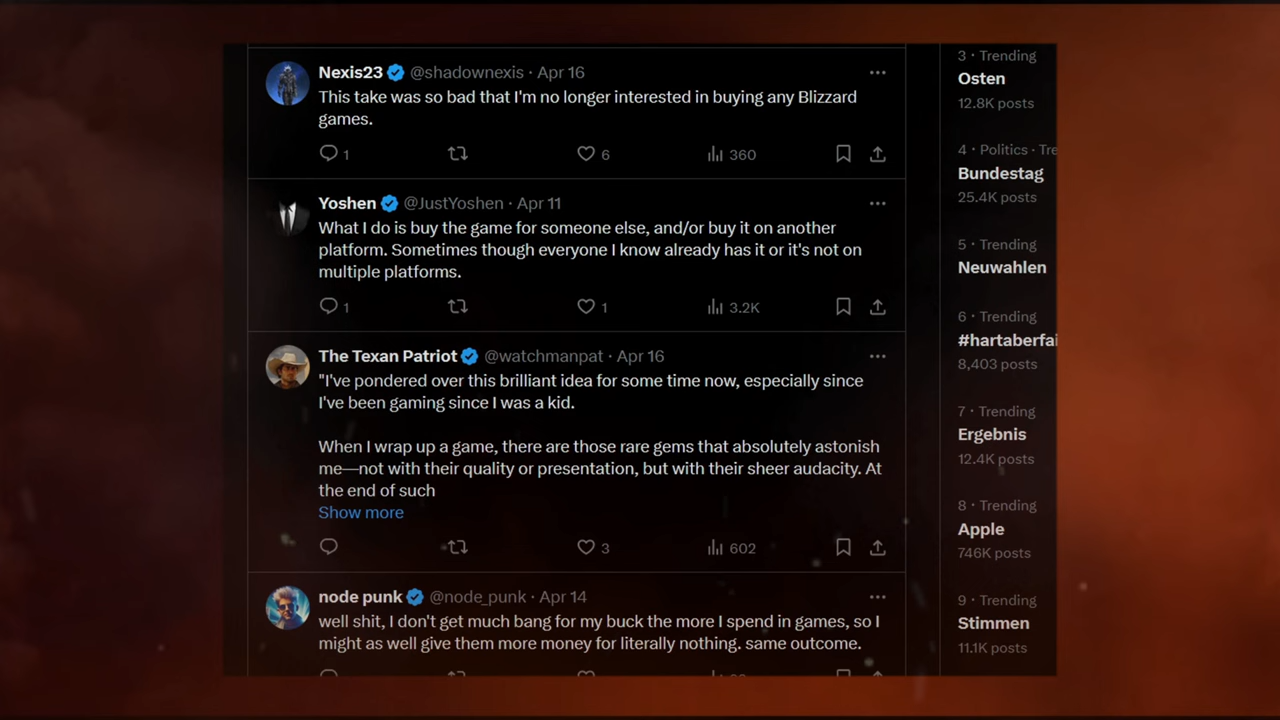 Nexis23 @shadownexis · Apr 16
This take was so bad that I'm no longer interested in buying any Blizzard
games.
1 6 360
Yoshen @JustYoshen · Apr 11
What I do is buy the game for someone else, and/or buy it on another
platform. Sometimes though everyone I know already has it or it's not on
multiple platforms.
1 1 3.2K
The Texan Patriot @watchmanpat · Apr 16
"I've pondered over this brilliant idea for some time now, especially since
I've been gaming since I was a kid.
When I wrap up a game, there are those rare gems that absolutely astonish
me—not with their quality or presentation, but with their sheer audacity. At
the end of such
Show more
3 602
node punk @node_punk · Apr 14
well shit, I don't get much bang for my buck the more I spend in games, so I
might as well give them more money for literally nothing. same outcome.
3 · Trending
Osten
12.8K posts
4 · Politics · Tre
Bundestag
25.4K posts
5 · Trending
Neuwahlen
6 · Trending
#hartaberfai
8,403 posts
7 · Trending
Ergebnis
12.4K posts
8 · Trending
Apple
746K posts
9 · Trending
Stimmen
11.1K posts